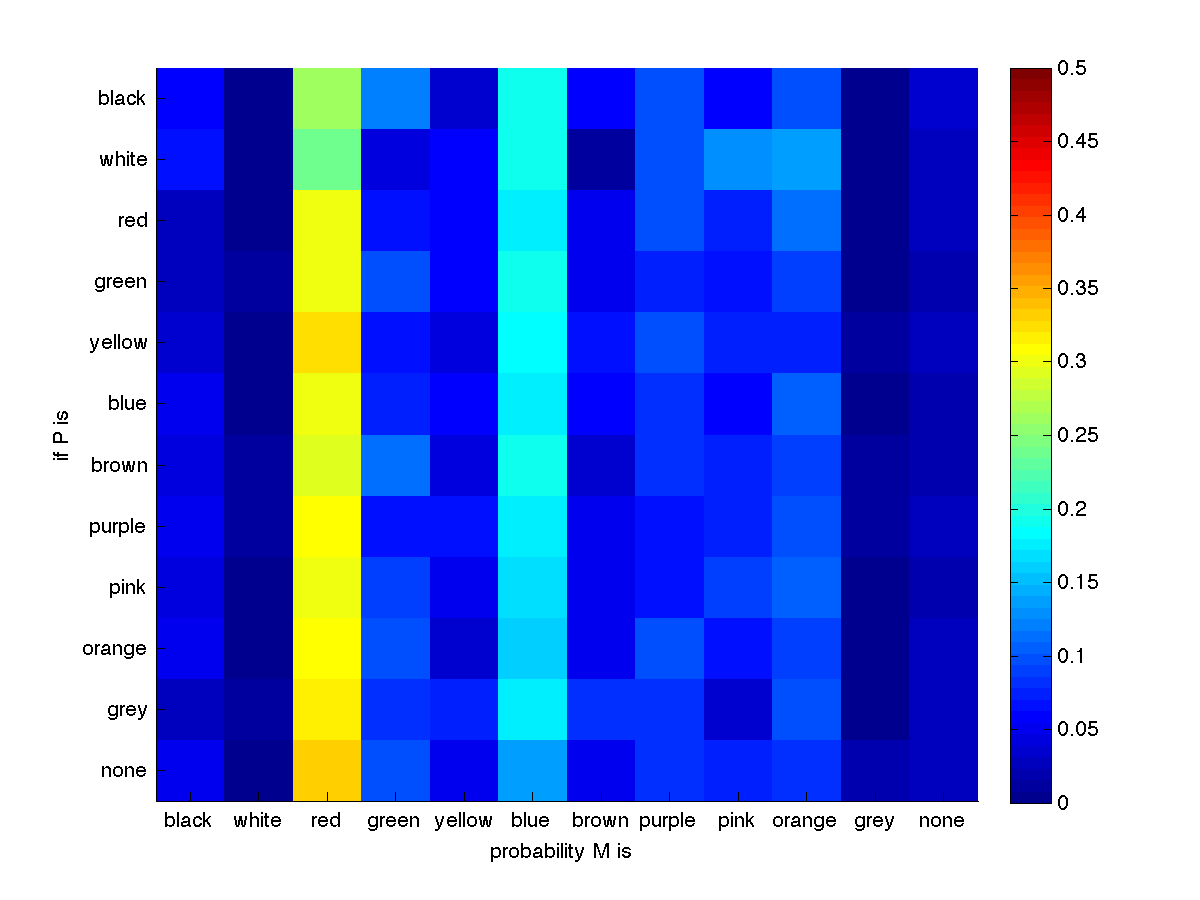 black
white
red
green
yellow
blue
brown
purple
pink
orange
grey
none
if P is
black white red green yellow blue brown purple pink orange grey none
probability M is
0.5
0.45
0.4
0.35
0.3
0.25
0.2
0.15
0.1
0.05
0